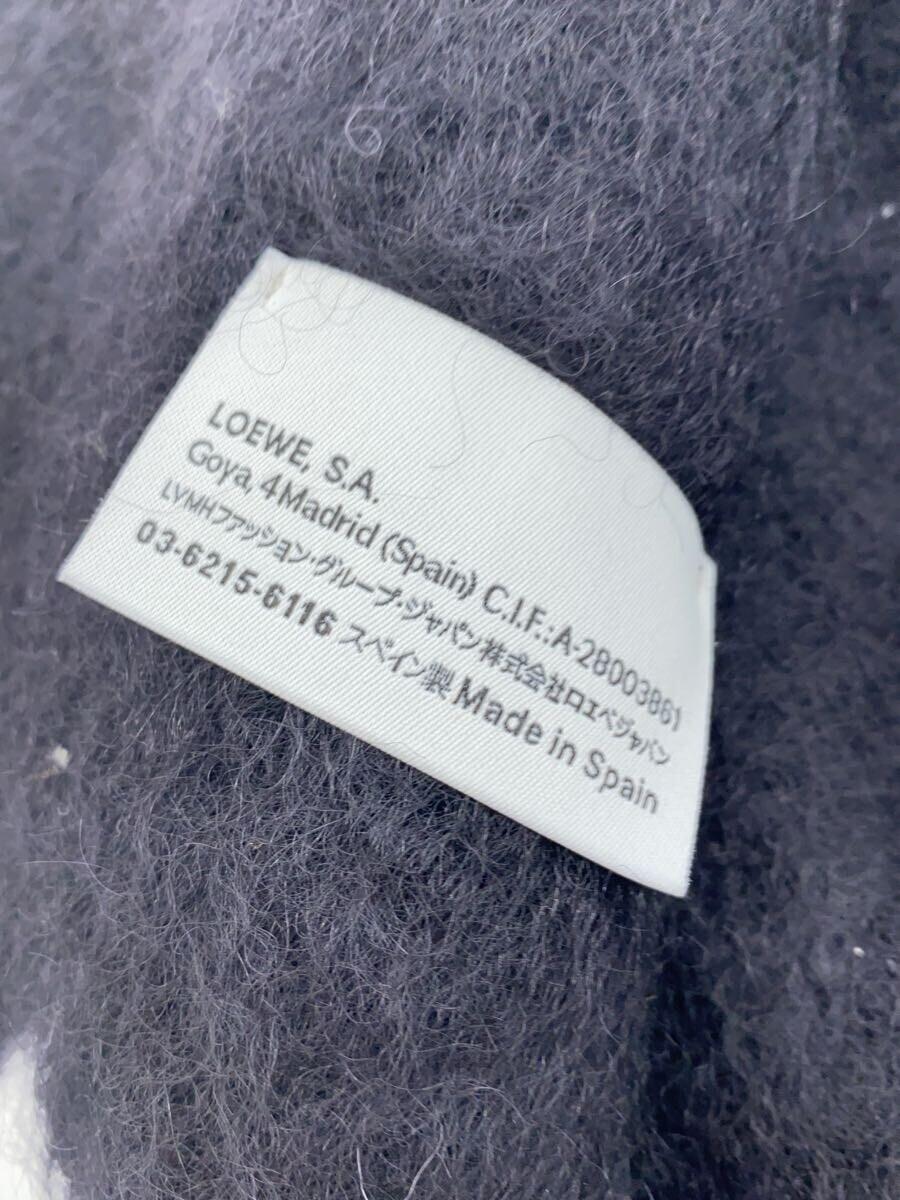 LOEWE, S.A.
Goya, 4 Madrid (Spain) C.I.F.:A-28003861
LVMHファッション・グループ・ジャパン株式会社ロエベジャパン
03-6215-6116 スペイン製 Made in Spain